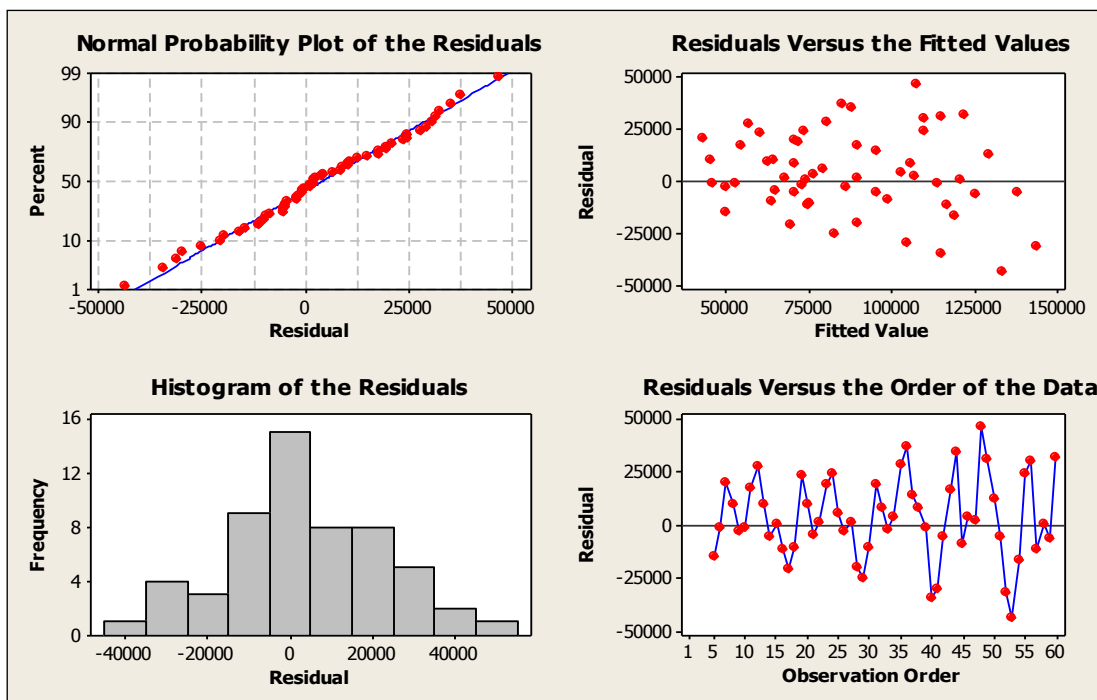 Normal Probability Plot of the Residuals
99
90
50
10
1
Percent
-50000 -25000 0 25000 50000
Residual
Residuals Versus the Fitted Values
50000
25000
0
-25000
-50000
Residual
50000 75000 100000 125000 150000
Fitted Value
Histogram of the Residuals
16
12
8
4
0
Frequency
-40000 -20000 0 20000 40000
Residual
Residuals Versus the Order of the Data
50000
25000
0
-25000
-50000
Residual
1 5 10 15 20 25 30 35 40 45 50 55 60
Observation Order